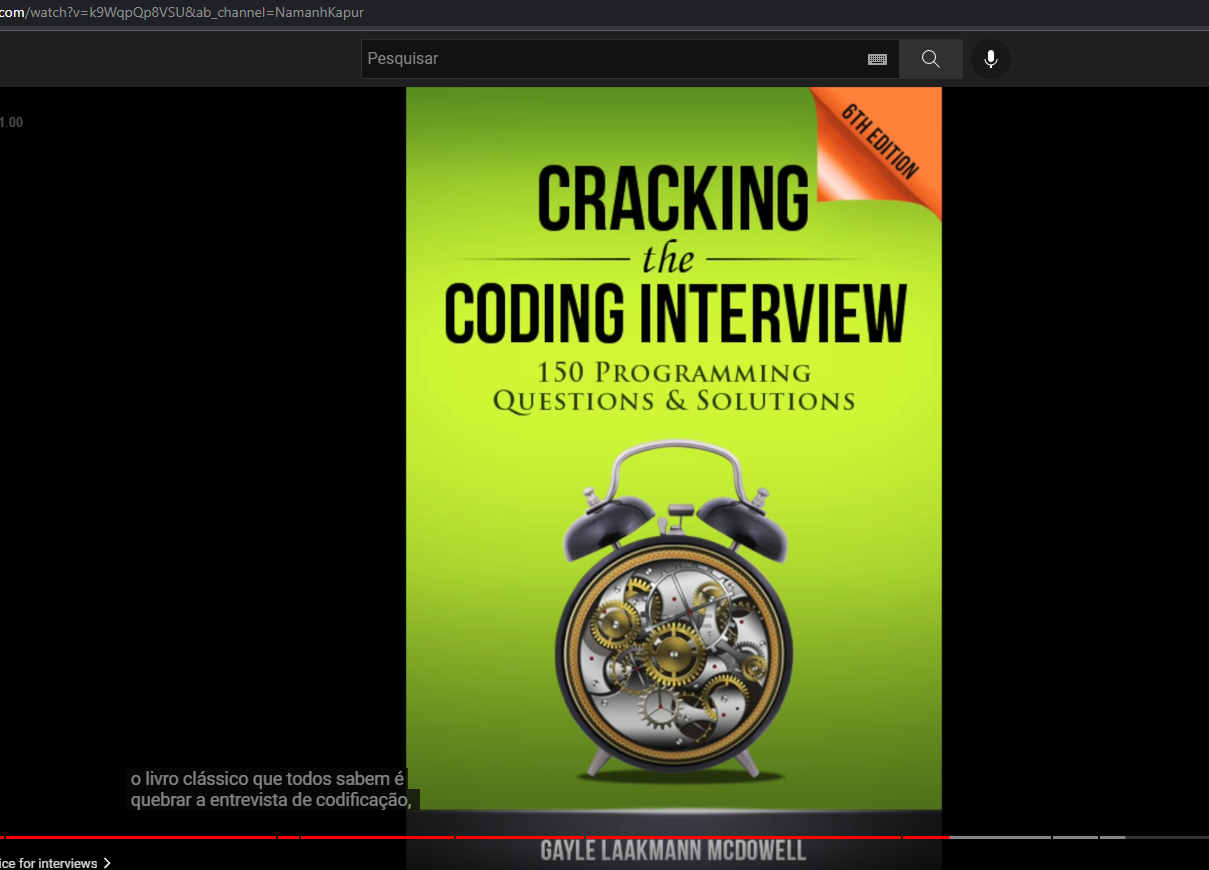 com/watch?v=k9WqpQp8VSU&ab_channel=NamanhKapur
Pesquisar
1.00
6TH EDITION
CRACKING
the
CODING INTERVIEW
150 PROGRAMMING
QUESTIONS & SOLUTIONS
o livro clássico que todos sabem é
quebrar a entrevista de codificação,
GAYLE LAAKMANN MCDOWELL
ice for interviews